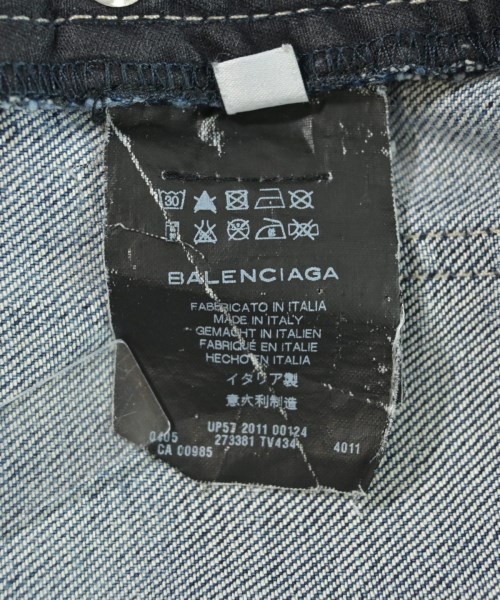 30
BALENCIAGA
FABBRICATO IN ITALIA
MADE IN ITALY
GEMACHT IN ITALIEN
FABRIQUÉ EN ITALIE
HECHO EN ITALIA
イタリア製
意大利制造
UP57 2011 00124
0405 273381 TV434 4011
CA 00985